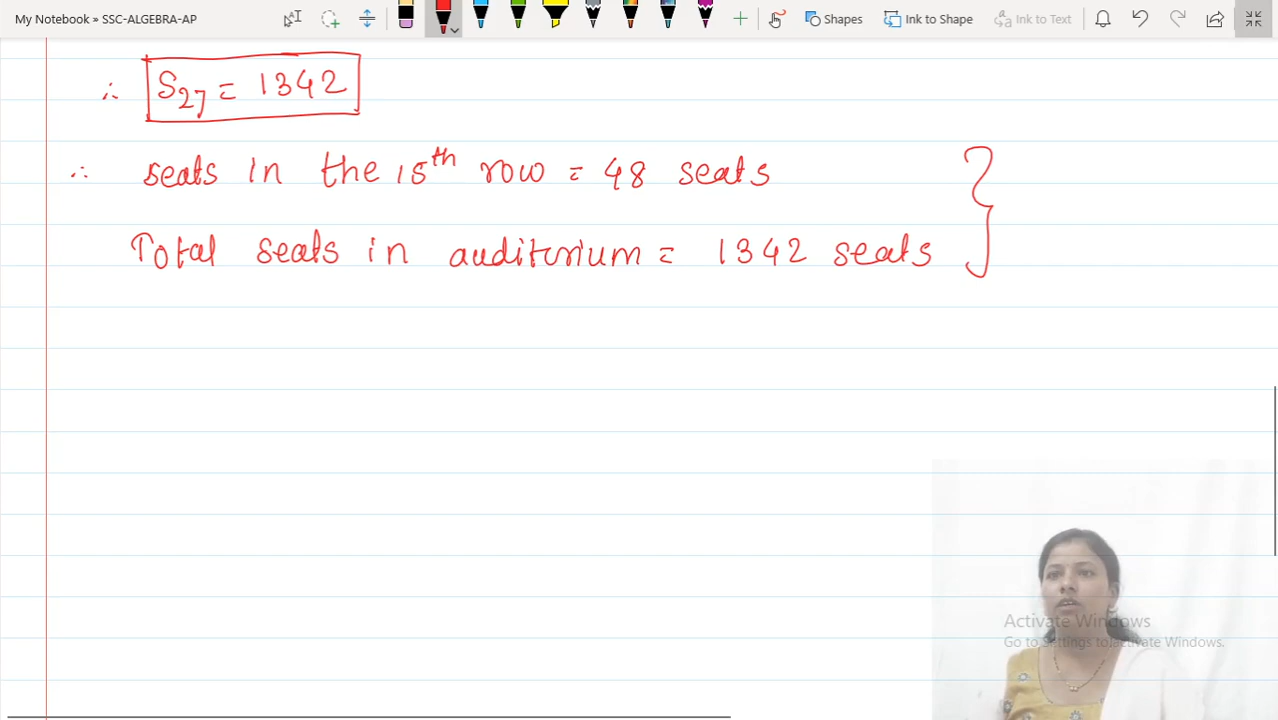 My Notebook » SSC-ALGEBRA-AP
Shapes
Ink to Shape
Ink to Text
∴ S27 = 1342
∴ seats in the 15th row = 48 seats
Total seats in auditorium = 1342 seats
Activate Windows
Go to Settings to activate Windows.